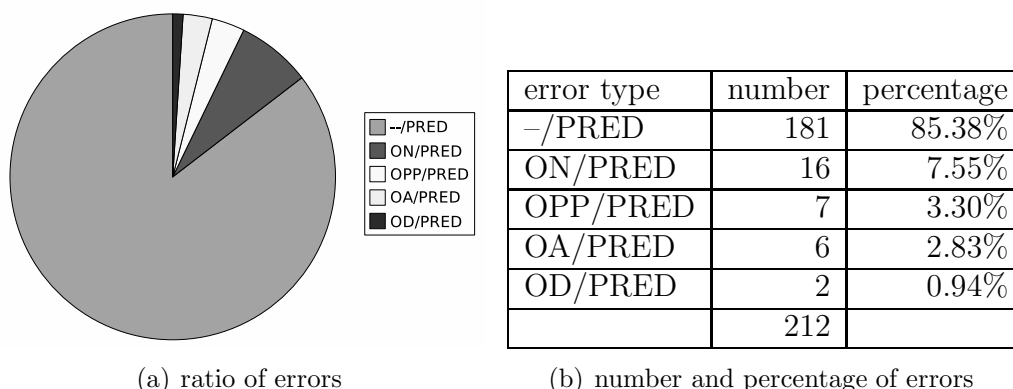 --/PRED
ON/PRED
OPP/PRED
OA/PRED
OD/PRED
error type number percentage
–/PRED 181 85.38%
ON/PRED 16 7.55%
OPP/PRED 7 3.30%
OA/PRED 6 2.83%
OD/PRED 2 0.94%
212
(a) ratio of errors
(b) number and percentage of errors